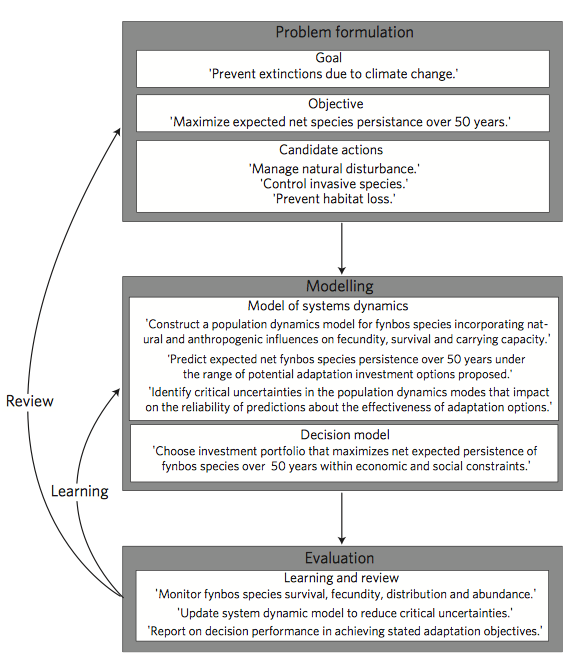 Problem formulation
Goal
'Prevent extinctions due to climate change.'
Objective
'Maximize expected net species persistance over 50 years.'
Candidate actions
'Manage natural disturbance.'
'Control invasive species.'
'Prevent habitat loss.'
Modelling
Model of systems dynamics
'Construct a population dynamics model for fynbos species incorporating nat-
ural and anthropogenic influences on fecundity, survival and carrying capacity.'
'Predict expected net fynbos species persistence over 50 years under
the range of potential adaptation investment options proposed.'
'Identify critical uncertainties in the population dynamics modes that impact
on the reliability of predictions about the effectiveness of adaptation options.'
Decision model
'Choose investment portfolio that maximizes net expected persistence of
fynbos species over 50 years within economic and social constraints.'
Evaluation
Learning and review
'Monitor fynbos species survival, fecundity, distribution and abundance.'
'Update system dynamic model to reduce critical uncertainties.'
'Report on decision performance in achieving stated adaptation objectives.'
Review
Learning